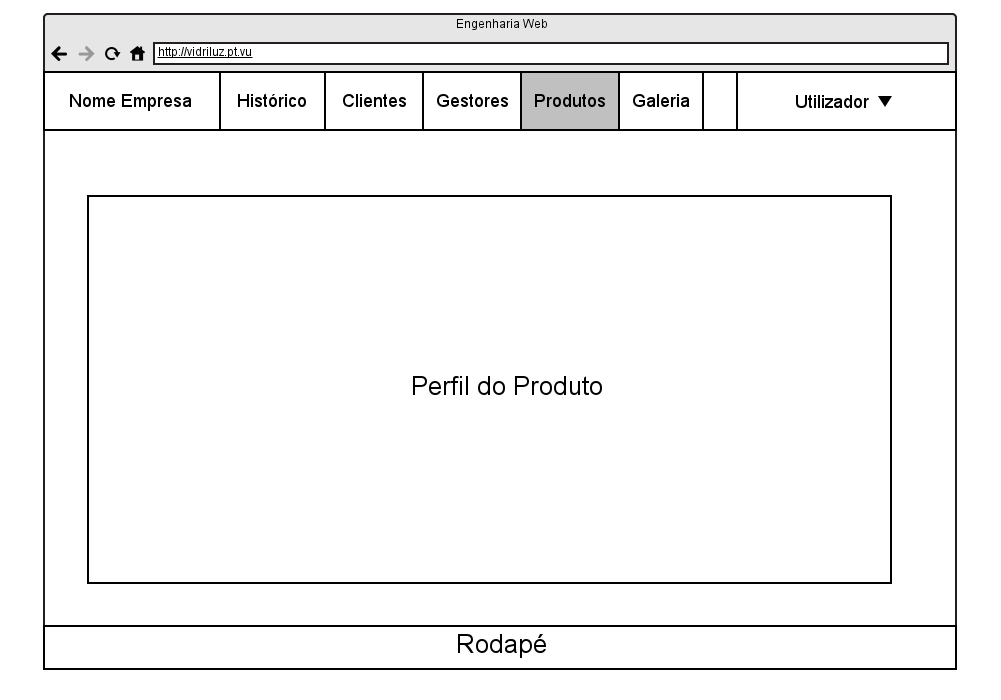 Engenharia Web
http://vidriluz.pt.vu
Nome Empresa Histórico Clientes Gestores Produtos Galeria Utilizador ▼
Perfil do Produto
Rodapé